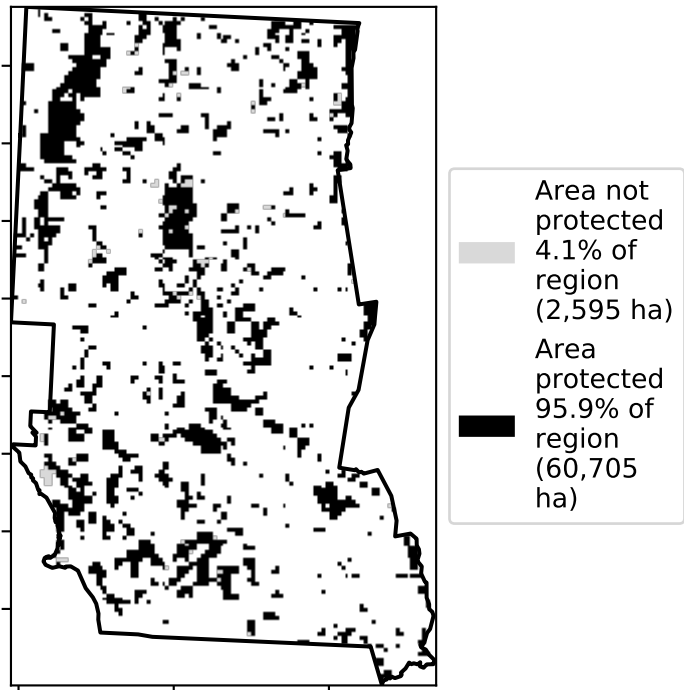 Area not
protected
4.1% of
region
(2,595 ha)
Area
protected
95.9% of
region
(60,705
ha)